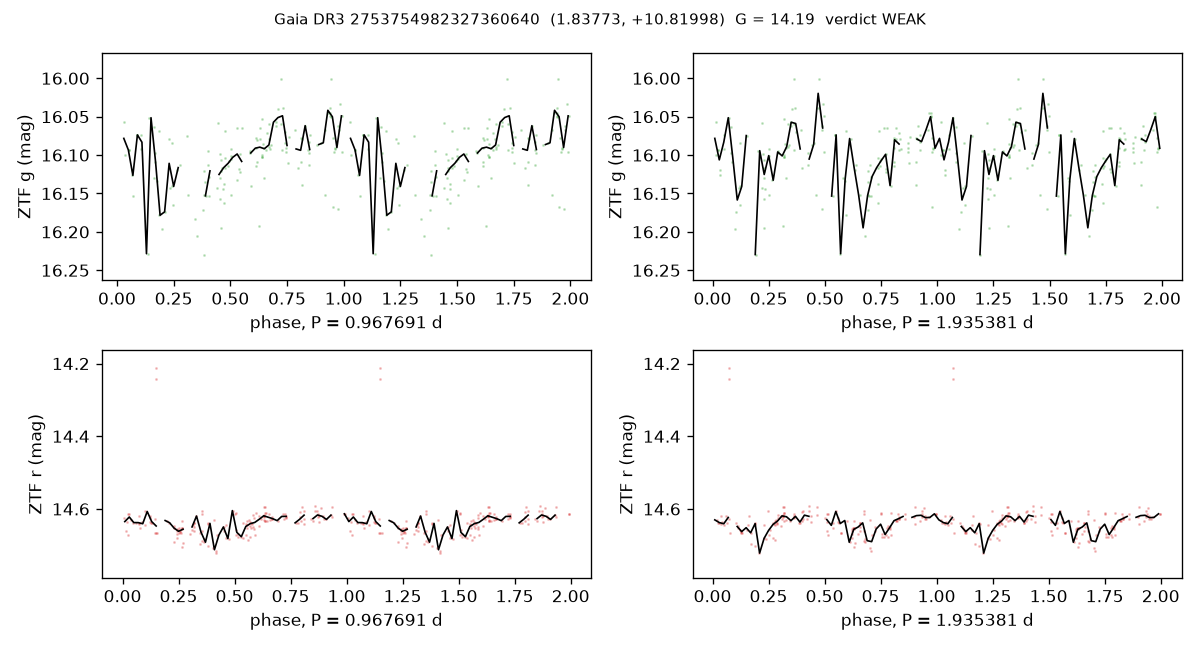 Gaia DR3 2753754982327360640 (1.83773, +10.81998) G = 14.19 verdict WEAK
ZTF g (mag)
16.00
16.05
16.10
16.15
16.20
16.25
0.00 0.25 0.50 0.75 1.00 1.25 1.50 1.75 2.00
phase, P = 0.967691 d
ZTF g (mag)
16.00
16.05
16.10
16.15
16.20
16.25
0.00 0.25 0.50 0.75 1.00 1.25 1.50 1.75 2.00
phase, P = 1.935381 d
ZTF r (mag)
14.2
14.4
14.6
0.00 0.25 0.50 0.75 1.00 1.25 1.50 1.75 2.00
phase, P = 0.967691 d
ZTF r (mag)
14.2
14.4
14.6
0.00 0.25 0.50 0.75 1.00 1.25 1.50 1.75 2.00
phase, P = 1.935381 d